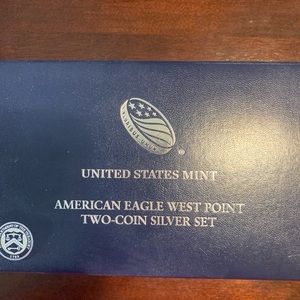 UNITED STATES MINT
AMERICAN EAGLE WEST POINT
TWO-COIN SILVER SET